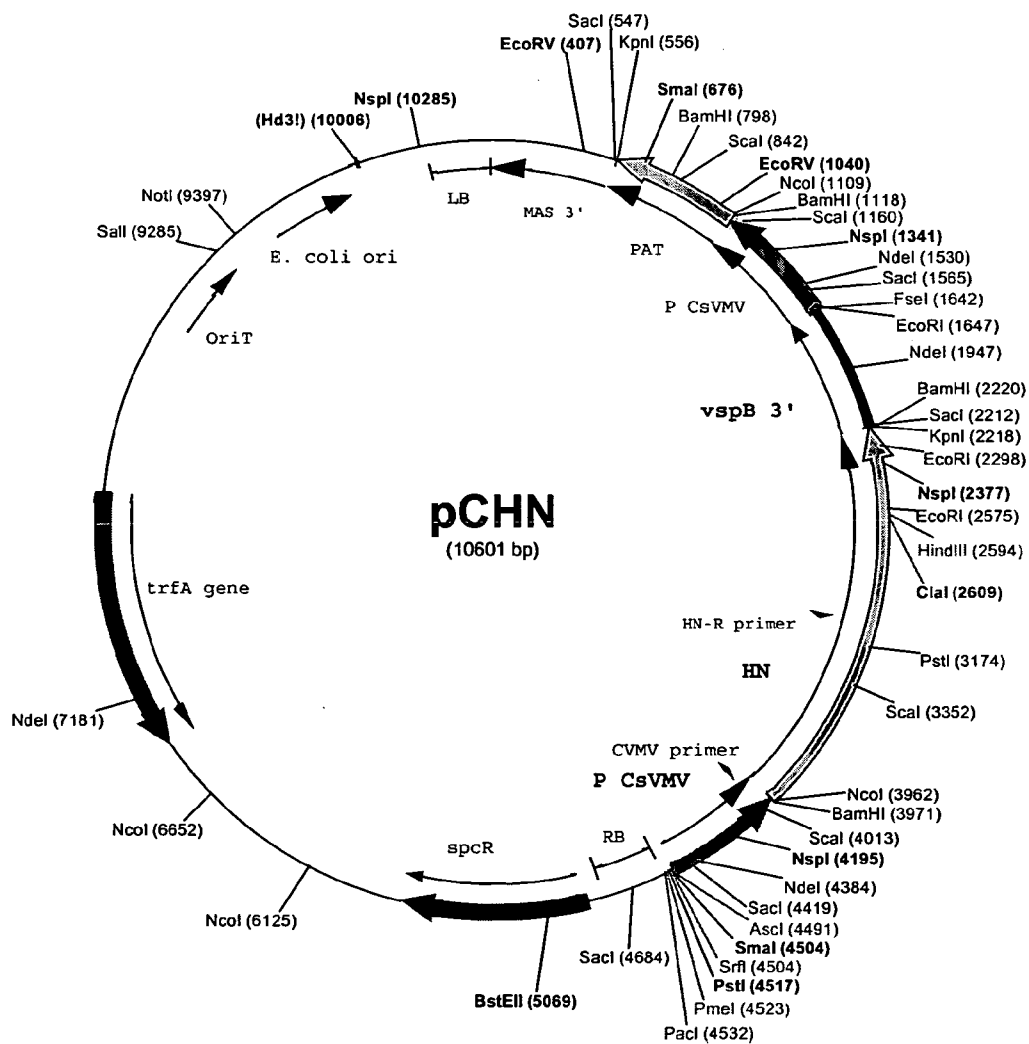 SacI (547)
EcoRV (407)
KpnI (556)
SmaI (676)
BamHI (798)
ScaI (842)
EcoRV (1040)
NcoI (1109)
BamHI (1118)
ScaI (1160)
NspI (1341)
NdeI (1530)
SacI (1565)
FseI (1642)
EcoRI (1647)
NdeI (1947)
BamHI (2220)
SacI (2212)
KpnI (2218)
EcoRI (2298)
NspI (2377)
EcoRI (2575)
HindIII (2594)
ClaI (2609)
PstI (3174)
ScaI (3352)
NcoI (3962)
BamHI (3971)
ScaI (4013)
NspI (4195)
NdeI (4384)
SacI (4419)
AscI (4491)
SmaI (4504)
SrfI (4504)
PstI (4517)
PmeI (4523)
PacI (4532)
SacI (4684)
BstEII (5069)
NcoI (6125)
NcoI (6652)
NdeI (7181)
SalI (9285)
NotI (9397)
(Hd3!) (10006)
NspI (10285)
LB
MAS 3'
PAT
P CsVMV
vspB 3'
HN-R primer
HN
CVMV primer
P CsVMV
RB
spcR
trfA gene
OriT
E. coli ori
pCHN
(10601 bp)